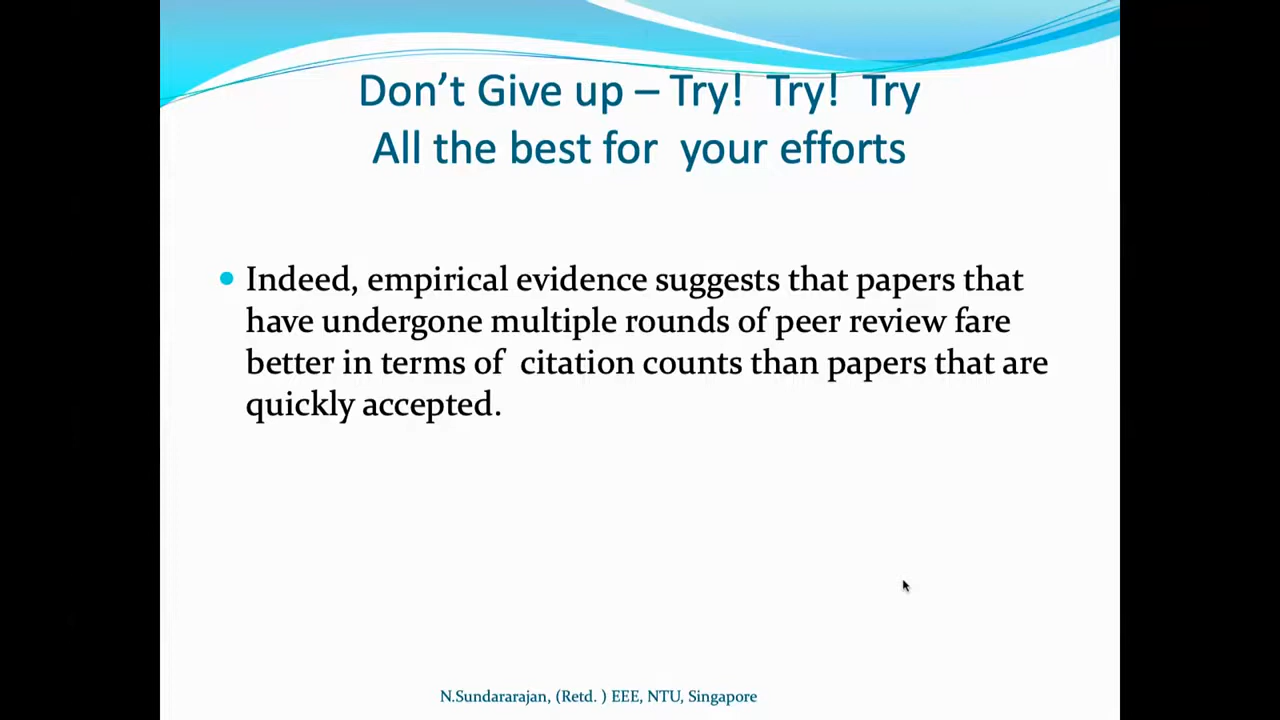 Don’t Give up – Try!  Try!  Try
All the best for  your efforts
Indeed, empirical evidence suggests that papers that
have undergone multiple rounds of peer review fare
better in terms of  citation counts than papers that are
quickly accepted.
N.Sundararajan, (Retd. ) EEE, NTU, Singapore